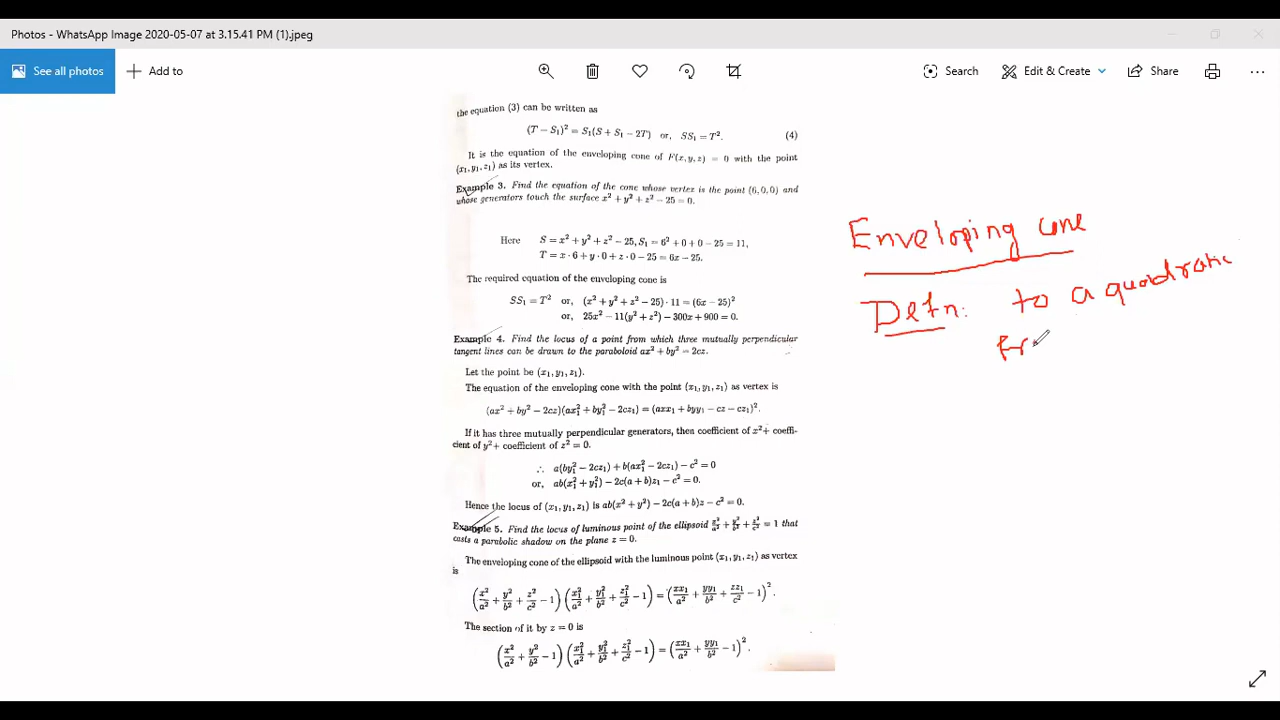 Photos - WhatsApp Image 2020-05-07 at 3.15.41 PM (1).jpeg
See all photos Add to Search Edit & Create Share
the equation (3) can be written as
(T − S₁)² = S₁(S + S₁ − 2T) or, SS₁ = T². (4)
It is the equation of the enveloping cone of F(x, y, z) = 0 with the point
(x₁, y₁, z₁) as its vertex.
Example 3. Find the equation of the cone whose vertex is the point (6, 0, 0) and
whose generators touch the surface x² + y² + z² − 25 = 0.
Here S = x² + y² + z² − 25, S₁ = 6² + 0 + 0 − 25 = 11,
T = x · 6 + y · 0 + z · 0 − 25 = 6x − 25.
The required equation of the enveloping cone is
SS₁ = T² or, (x² + y² + z² − 25) · 11 = (6x − 25)²
or, 25x² − 11(y² + z²) − 300x + 900 = 0.
Example 4. Find the locus of a point from which three mutually perpendicular
tangent lines can be drawn to the paraboloid ax² + by² = 2cz.
Let the point be (x₁, y₁, z₁).
The equation of the enveloping cone with the point (x₁, y₁, z₁) as vertex is
(ax² + by² − 2cz)(ax₁² + by₁² − 2cz₁) = (axx₁ + byy₁ − cz − cz₁)².
If it has three mutually perpendicular generators, then coefficient of x²+ coeffi-
cient of y²+ coefficient of z² = 0.
∴ a(by₁² − 2cz₁) + b(ax₁² − 2cz₁) − c² = 0
or, ab(x₁² + y₁²) − 2c(a + b)z₁ − c² = 0.
Hence the locus of (x₁, y₁, z₁) is ab(x² + y²) − 2c(a + b)z − c² = 0.
Example 5. Find the locus of luminous point of the ellipsoid x²/a² + y²/b² + z²/c² = 1 that
casts a parabolic shadow on the plane z = 0.
The enveloping cone of the ellipsoid with the luminous point (x₁, y₁, z₁) as vertex
is
(x²/a² + y²/b² + z²/c² − 1)(x₁²/a² + y₁²/b² + z₁²/c² − 1) = (xx₁/a² + yy₁/b² + zz₁/c² − 1)².
The section of it by z = 0 is
(x²/a² + y²/b² − 1)(x₁²/a² + y₁²/b² + z₁²/c² − 1) = (xx₁/a² + yy₁/b² − 1)².
Enveloping cone
Defn: to a quadratic
Fr